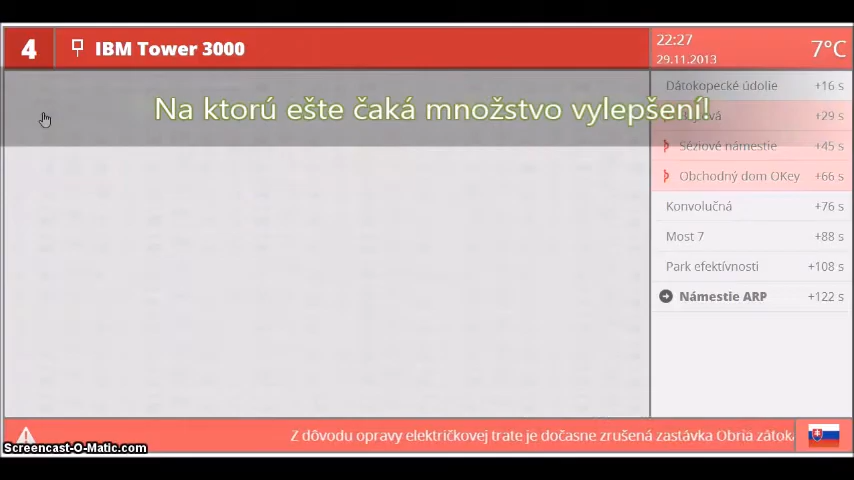 4
IBM Tower 3000
22:27
29.11.2013
7°C
Na ktorú ešte čaká množstvo vylepšení!
Dátokopecké údolie +16 s
+29 s
Séziové námestie +45 s
Obchodný dom OKey +66 s
Konvolučná +76 s
Most 7 +88 s
Park efektívnosti +108 s
Námestie ARP +122 s
Z dôvodu opravy električkovej trate je dočasne zrušená zastávka Obria zátok
Screencast-O-Matic.com